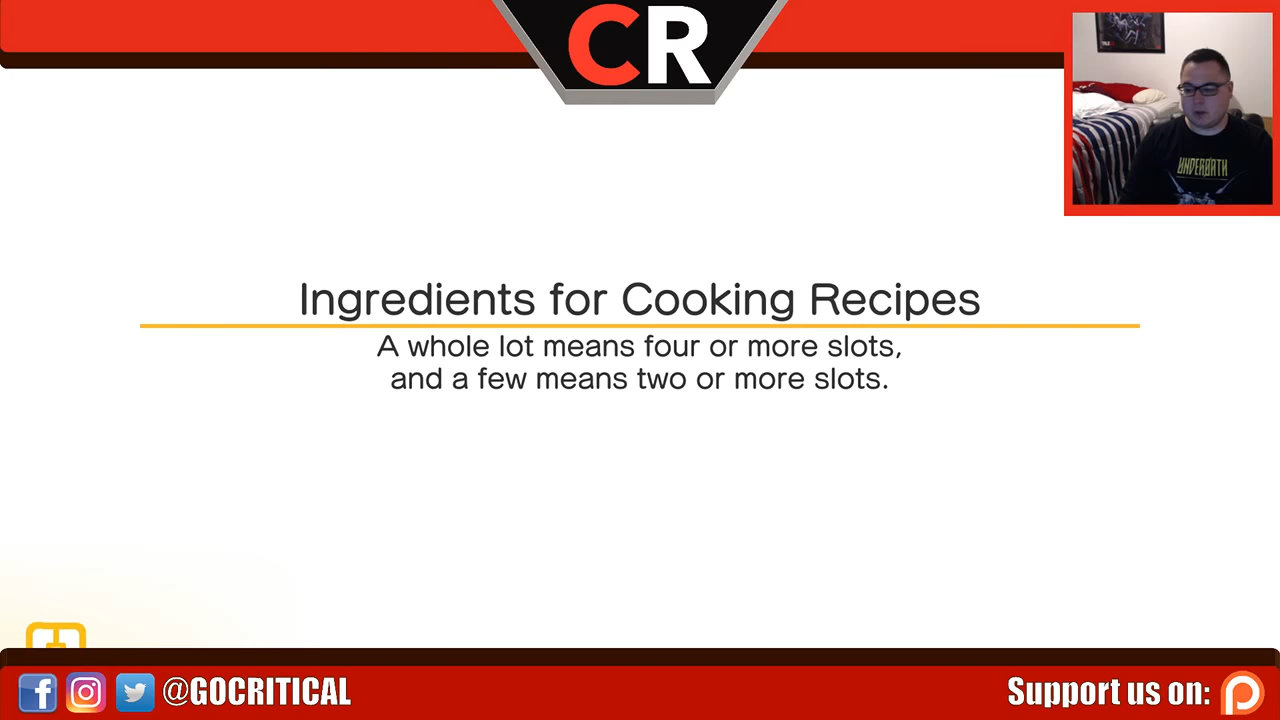 CR
UNDEROATH
Ingredients for Cooking Recipes
A whole lot means four or more slots,
and a few means two or more slots.
@GOCRITICAL
Support us on: